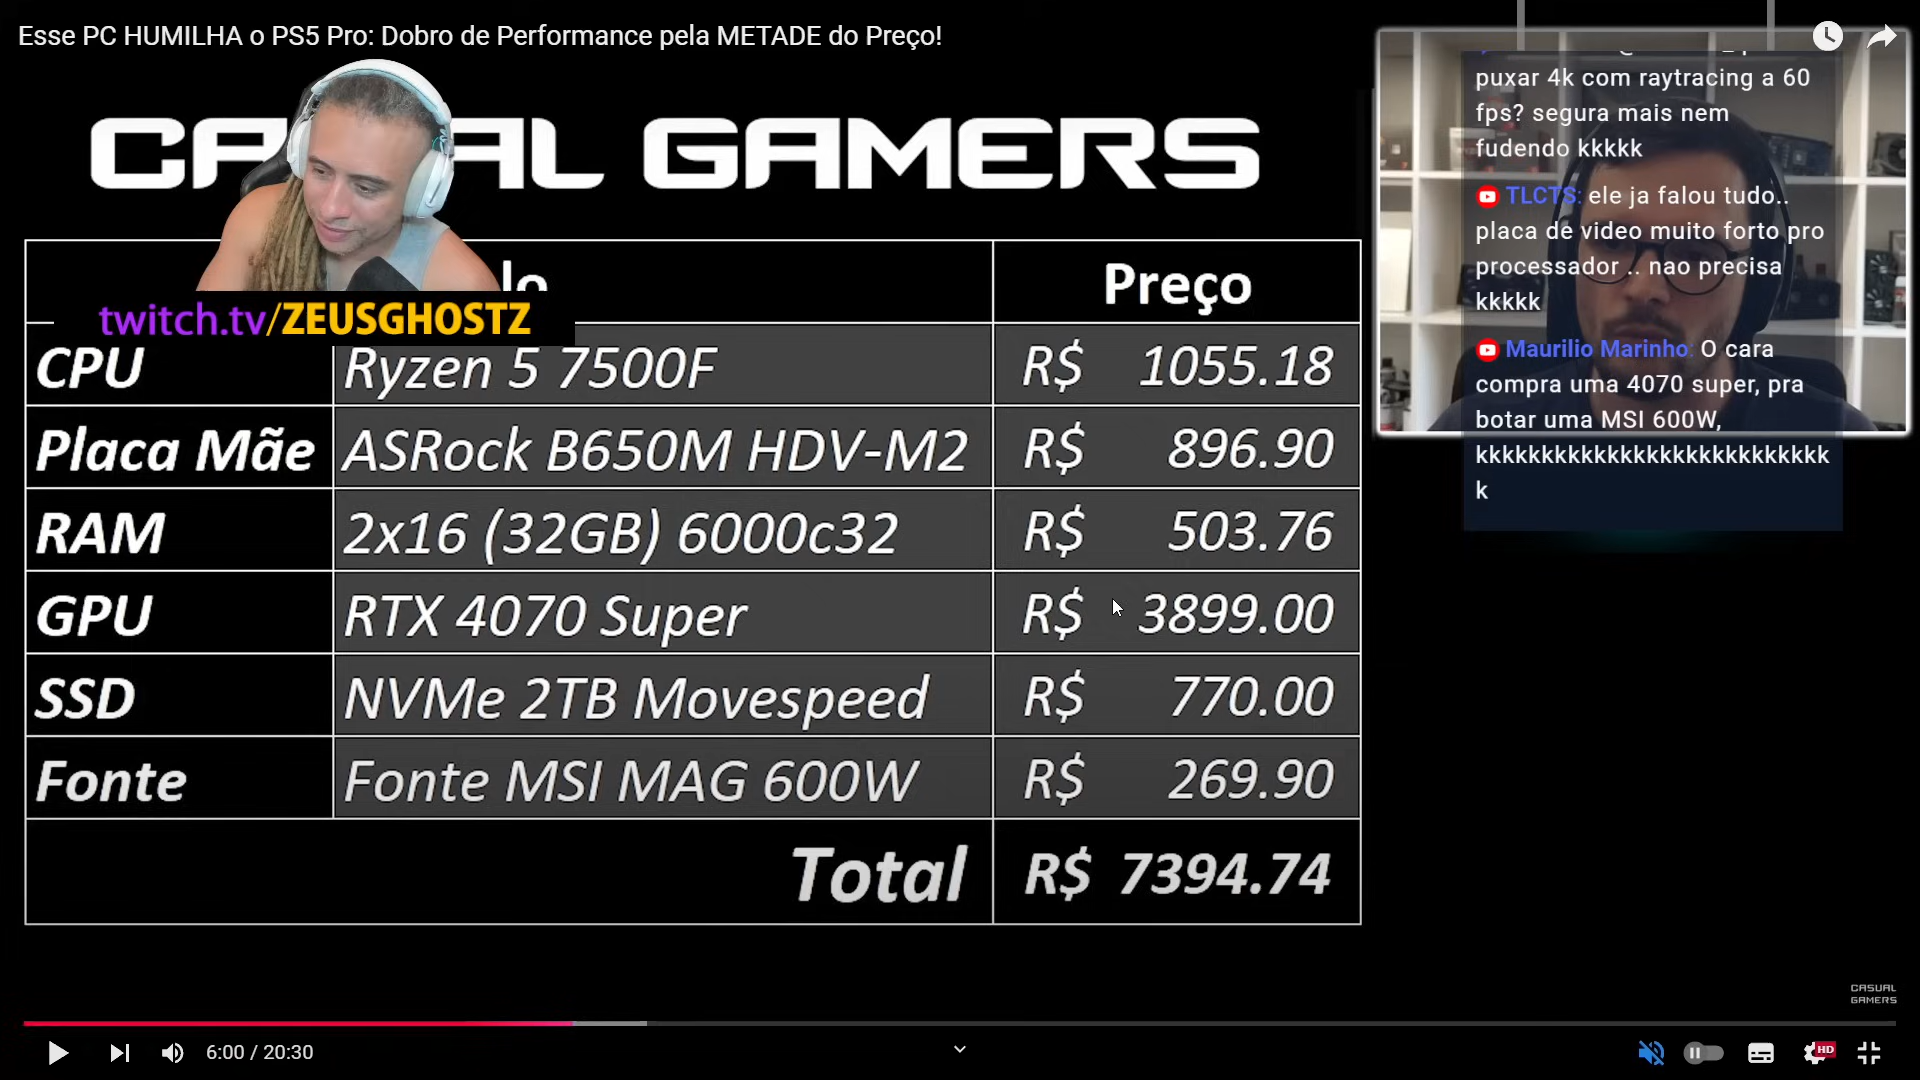 Esse PC HUMILHA o PS5 Pro: Dobro de Performance pela METADE do Preço!
GAMERS
Preço
twitch.tv/ZEUSGHOSTZ
CPU Ryzen 5 7500F R$ 1055.18
Placa Mãe ASRock B650M HDV-M2 R$ 896.90
RAM 2x16 (32GB) 6000c32 R$ 503.76
GPU RTX 4070 Super R$ 3899.00
SSD NVMe 2TB Movespeed R$ 770.00
Fonte Fonte MSI MAG 600W R$ 269.90
Total R$ 7394.74
puxar 4k com raytracing a 60
fps? segura mais nem
fudendo kkkkk
TLCTS: ele ja falou tudo..
placa de video muito forto pro
processador .. nao precisa
kkkkk
Maurilio Marinho: O cara
compra uma 4070 super, pra
botar uma MSI 600W,
kkkkkkkkkkkkkkkkkkkkkkkkkkk
k
CASUAL
GAMERS
6:00 / 20:30
HD